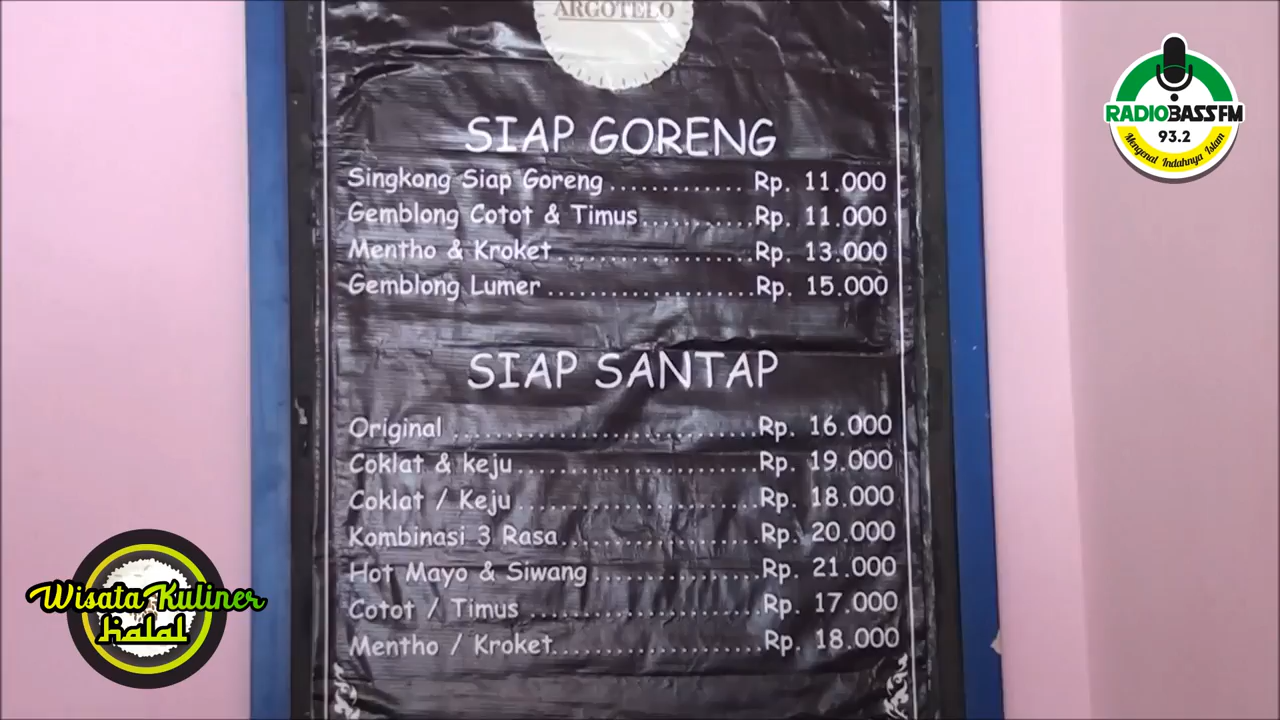 ARGOTELO
RADIOBASSFM
93.2
Mengenal Indahnya Islam
SIAP GORENG
Singkong Siap Goreng ............. Rp. 11.000
Gemblong Cotot & Timus...........Rp. 11.000
Mentho & Kroket...................Rp. 13.000
Gemblong Lumer ....................Rp. 15.000
SIAP SANTAP
Original .............................Rp. 16.000
Coklat & keju.......................Rp. 19.000
Coklat / Keju.......................Rp. 18.000
Kombinasi 3 Rasa...................Rp. 20.000
Hot Mayo & Siwang ................Rp. 21.000
Cotot / Timus ......................Rp. 17.000
Mentho / Kroket....................Rp. 18.000
Wisata Kuliner
Halal